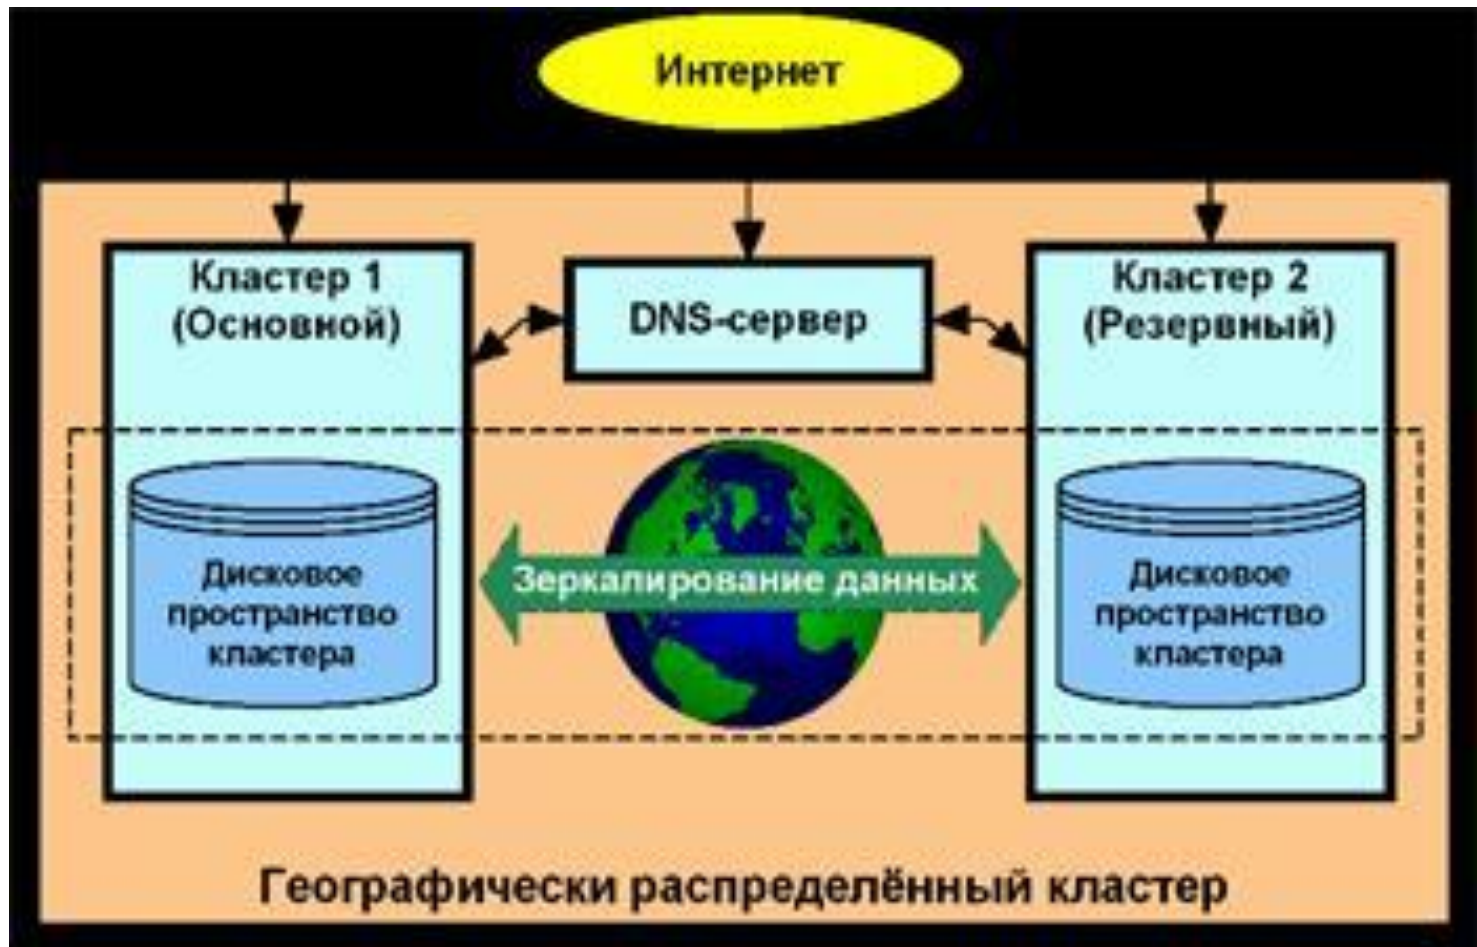 Интернет
Кластер 1
(Основной)
DNS-сервер
Кластер 2
(Резервный)
Дисковое
пространство
кластера
Зеркалирование данных
Дисковое
пространство
кластера
Географически распределённый кластер